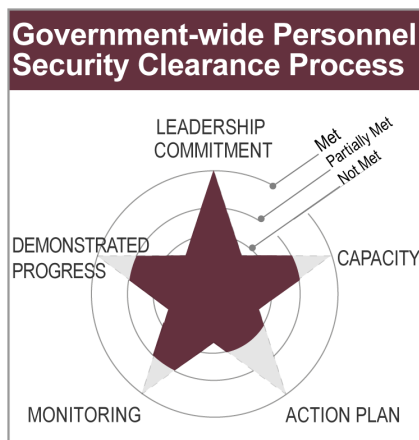 Government-wide Personnel
Security Clearance Process
LEADERSHIP
COMMITMENT
Met
Partially Met
Not Met
DEMONSTRATED
PROGRESS
CAPACITY
MONITORING
ACTION PLAN